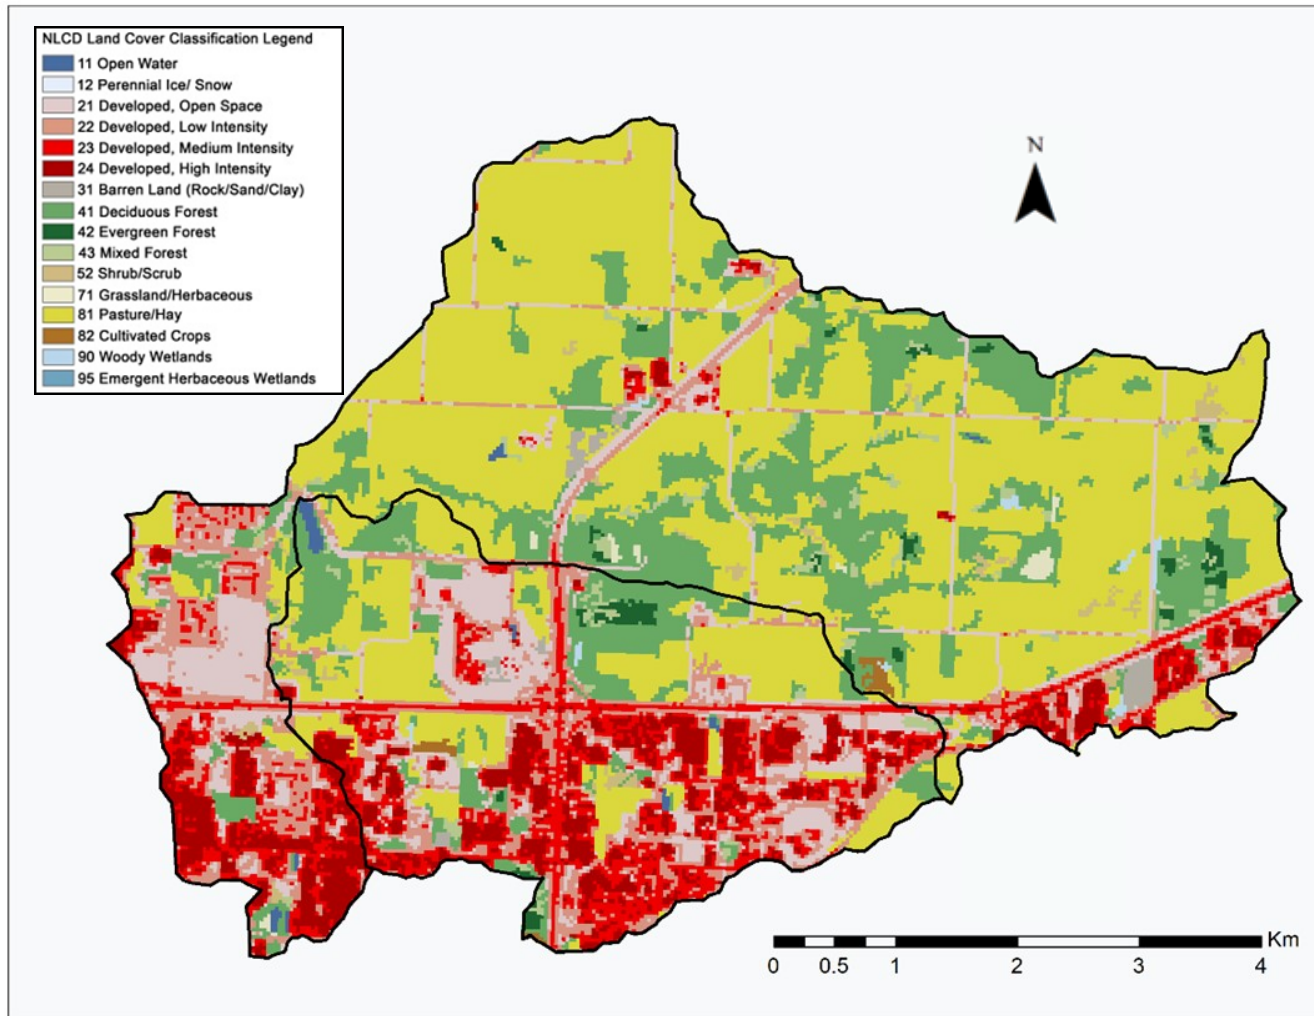 NLCD Land Cover Classification Legend
11 Open Water
12 Perennial Ice/ Snow
21 Developed, Open Space
22 Developed, Low Intensity
23 Developed, Medium Intensity
24 Developed, High Intensity
31 Barren Land (Rock/Sand/Clay)
41 Deciduous Forest
42 Evergreen Forest
43 Mixed Forest
52 Shrub/Scrub
71 Grassland/Herbaceous
81 Pasture/Hay
82 Cultivated Crops
90 Woody Wetlands
95 Emergent Herbaceous Wetlands
N
Km
0 0.5 1 2 3 4